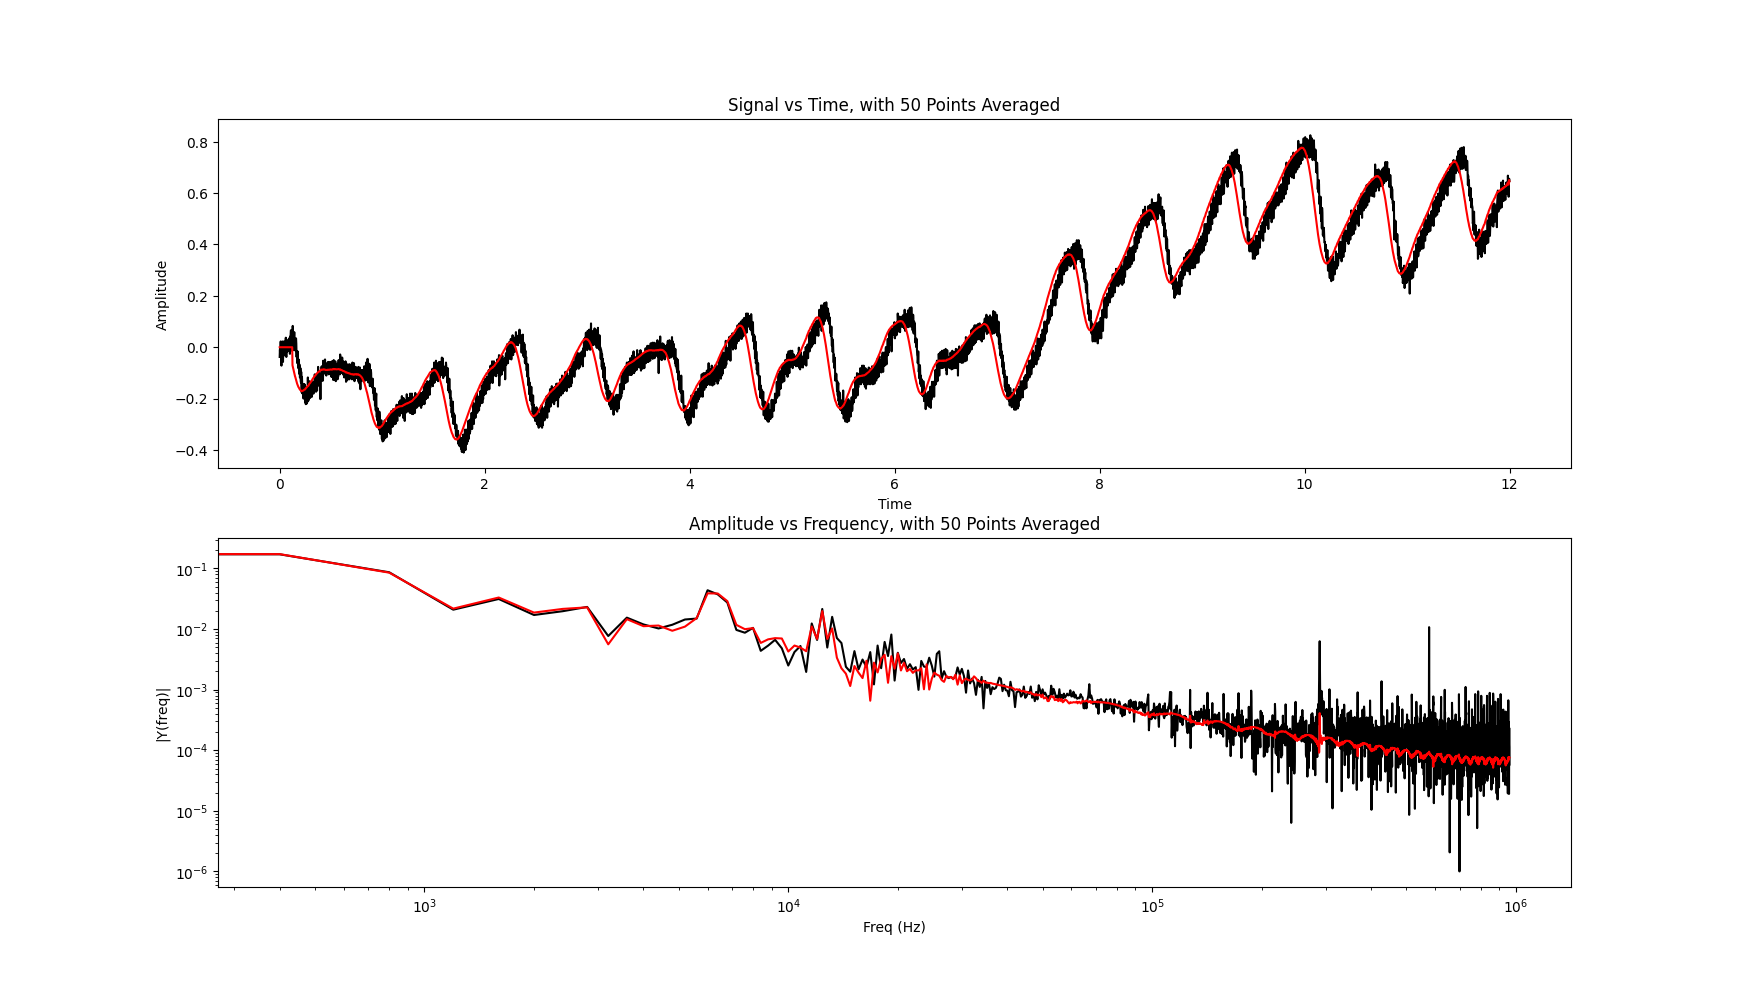 Signal vs Time, with 50 Points Averaged
0.8
0.6
0.4
0.2
0.0
−0.2
−0.4
Amplitude
0 2 4 6 8 10 12
Time
Amplitude vs Frequency, with 50 Points Averaged
10⁻¹
10⁻²
10⁻³
10⁻⁴
10⁻⁵
10⁻⁶
|Y(freq)|
10³ 10⁴ 10⁵ 10⁶
Freq (Hz)